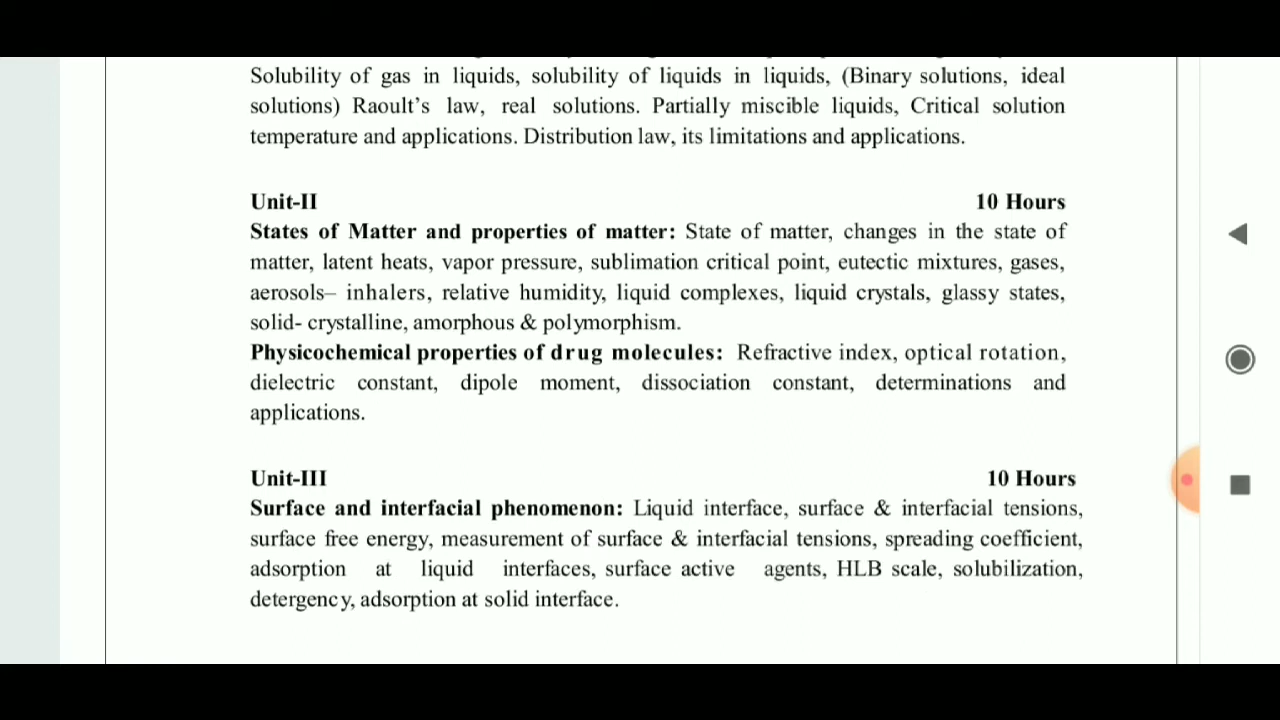 Solubility of gas in liquids, solubility of liquids in liquids, (Binary solutions, ideal
solutions) Raoult’s law, real solutions. Partially miscible liquids, Critical solution
temperature and applications. Distribution law, its limitations and applications.
Unit-II 10 Hours
States of Matter and properties of matter: State of matter, changes in the state of
matter, latent heats, vapor pressure, sublimation critical point, eutectic mixtures, gases,
aerosols– inhalers, relative humidity, liquid complexes, liquid crystals, glassy states,
solid- crystalline, amorphous & polymorphism.
Physicochemical properties of drug molecules: Refractive index, optical rotation,
dielectric constant, dipole moment, dissociation constant, determinations and
applications.
Unit-III 10 Hours
Surface and interfacial phenomenon: Liquid interface, surface & interfacial tensions,
surface free energy, measurement of surface & interfacial tensions, spreading coefficient,
adsorption at liquid interfaces, surface active agents, HLB scale, solubilization,
detergency, adsorption at solid interface.